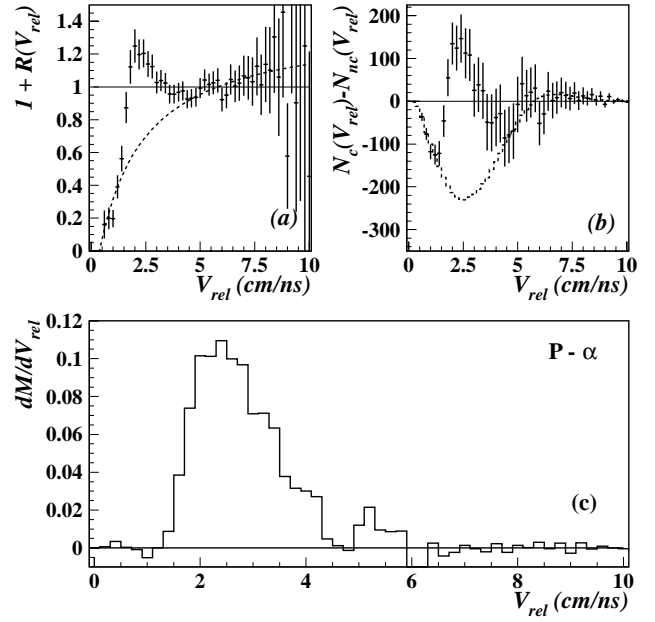 1 + R(V_rel)
1.4
1.2
1
0.8
0.6
0.4
0.2
0
(a)
0 2.5 5 7.5 10
V_rel (cm/ns)
N_c(V_rel)-N_nc(V_rel)
200
100
0
-100
-200
-300
(b)
0 2.5 5 7.5 10
V_rel (cm/ns)
dM/dV_rel
0.12
0.1
0.08
0.06
0.04
0.02
0
P - α
(c)
0 2 4 6 8 10
V_rel (cm/ns)